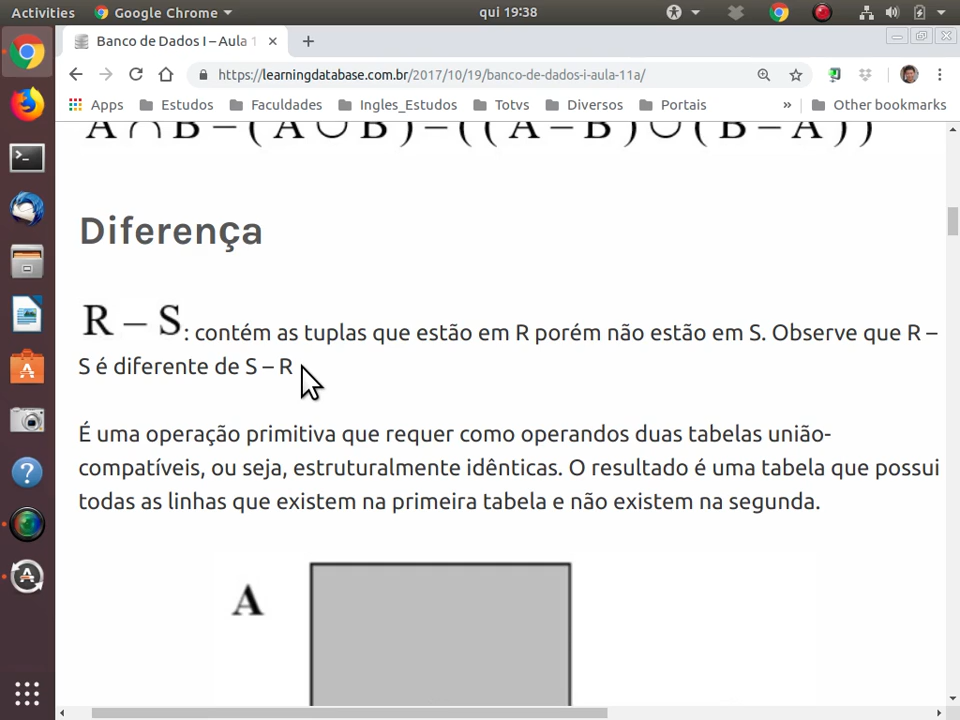 Activities
Google Chrome
qui 19:38
Banco de Dados I – Aula 1
https://learningdatabase.com.br/2017/10/19/banco-de-dados-i-aula-11a/
Apps
Estudos
Faculdades
Ingles_Estudos
Totvs
Diversos
Portais
»
Other bookmarks
A ∩ B – ( A ∪ B ) – ( ( A – B ) ∪ ( B – A ) )
Diferença
R – S: contém as tuplas que estão em R porém não estão em S. Observe que R –
S é diferente de S – R
É uma operação primitiva que requer como operandos duas tabelas união-
compatíveis, ou seja, estruturalmente idênticas. O resultado é uma tabela que possui
todas as linhas que existem na primeira tabela e não existem na segunda.
A